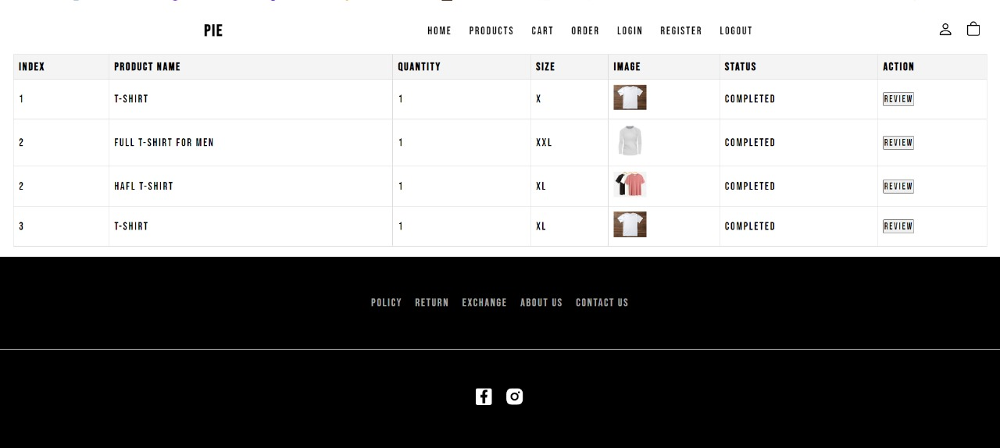 PIE HOME PRODUCTS CART ORDER LOGIN REGISTER LOGOUT
INDEX PRODUCT NAME QUANTITY SIZE IMAGE STATUS ACTION
1 T-SHIRT 1 X COMPLETED REVIEW
2 FULL T-SHIRT FOR MEN 1 XXL COMPLETED REVIEW
2 HAFL T-SHIRT 1 XL COMPLETED REVIEW
3 T-SHIRT 1 XL COMPLETED REVIEW
POLICY RETURN EXCHANGE ABOUT US CONTACT US